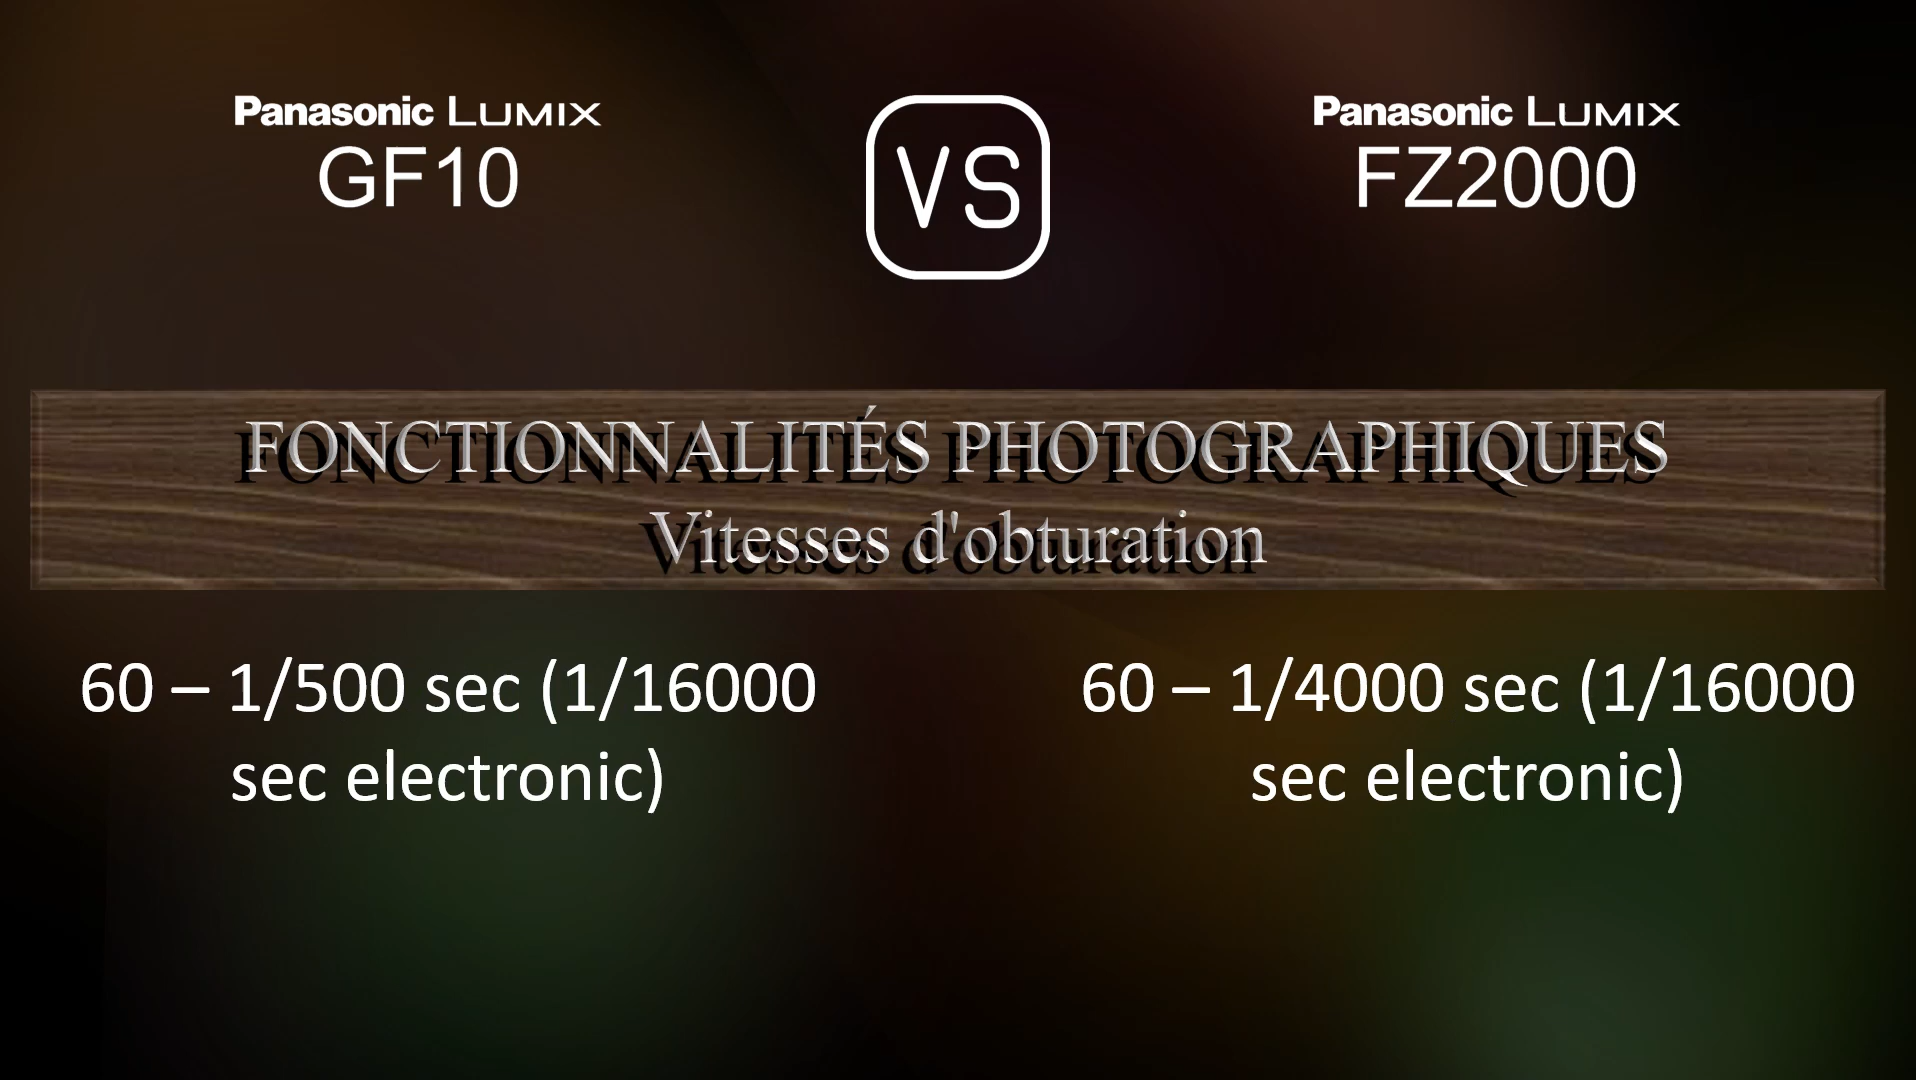 Panasonic LUMIX
GF10
VS
Panasonic LUMIX
FZ2000
FONCTIONNALITÉS PHOTOGRAPHIQUES
Vitesses d'obturation
60 – 1/500 sec (1/16000
sec electronic)
60 – 1/4000 sec (1/16000
sec electronic)